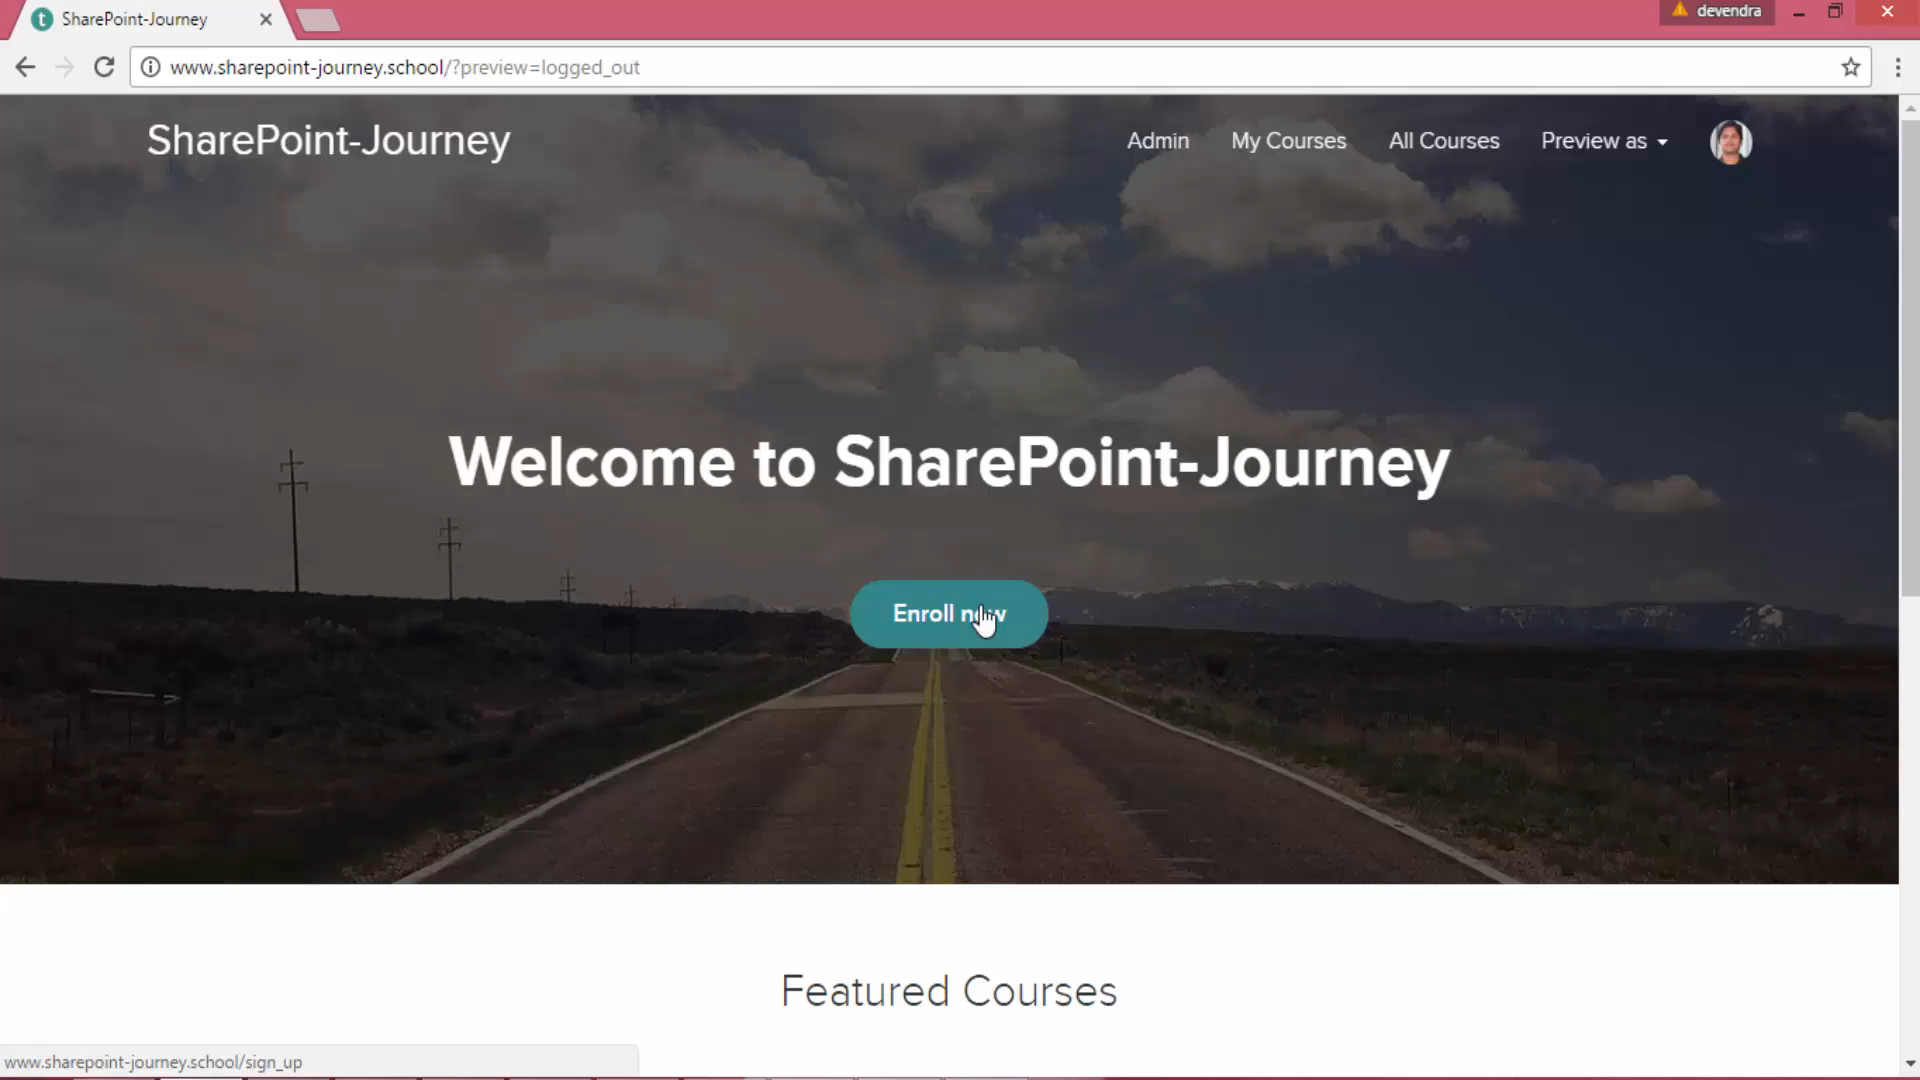 SharePoint-Journey
devendra
www.sharepoint-journey.school/?preview=logged_out
SharePoint-Journey
Admin
My Courses
All Courses
Preview as
Welcome to SharePoint-Journey
Enroll now
Featured Courses
www.sharepoint-journey.school/sign_up